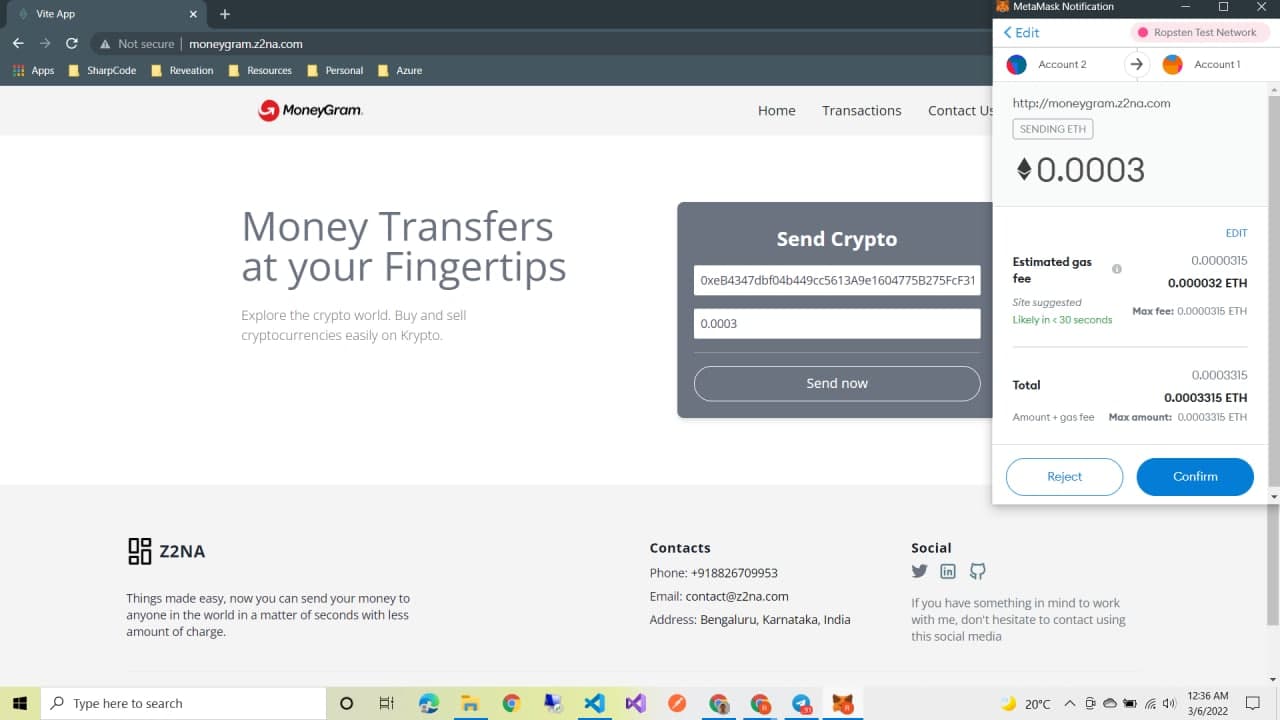 Vite App
MetaMask Notification
Not secure | moneygram.z2na.com
Edit
Ropsten Test Network
Apps
SharpCode
Reveation
Resources
Personal
Azure
Account 2
Account 1
MoneyGram.
Home
Transactions
Contact Us
http://moneygram.z2na.com
SENDING ETH
0.0003
Money Transfers
at your Fingertips
Explore the crypto world. Buy and sell
cryptocurrencies easily on Krypto.
Send Crypto
0xeB4347dbf04b449cc5613A9e1604775B275FcF31
0.0003
Send now
EDIT
Estimated gas
fee
0.0000315
0.000032 ETH
Site suggested
Likely in < 30 seconds
Max fee: 0.0000315 ETH
Total
0.0003315
0.0003315 ETH
Amount + gas fee
Max amount: 0.0003315 ETH
Reject
Confirm
Z2NA
Things made easy, now you can send your money to
anyone in the world in a matter of seconds with less
amount of charge.
Contacts
Phone: +918826709953
Email: contact@z2na.com
Address: Bengaluru, Karnataka, India
Social
If you have something in mind to work
with me, don't hesitate to contact using
this social media
Type here to search
20°C
12:36 AM
3/6/2022